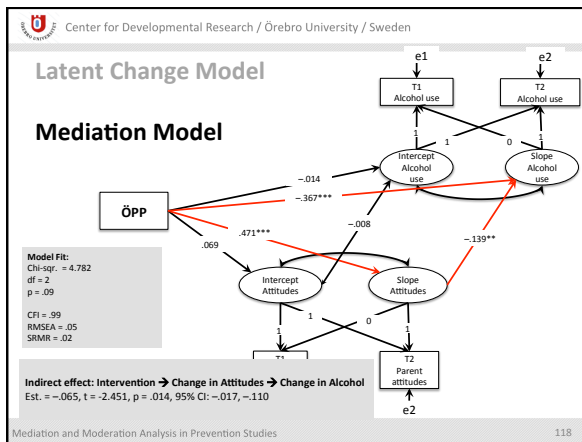 Center for Developmental Research / Örebro University / Sweden
Latent Change Model
Mediation Model
e1
e2
T1
Alcohol use
T2
Alcohol use
1
1
0
1
Intercept
Alcohol
use
Slope
Alcohol
use
–.014
–.367***
ÖPP
–.008
.471***
–.139**
.069
Model Fit:
Chi-sqr. = 4.782
df = 2
p = .09
CFI = .99
RMSEA = .05
SRMR = .02
Intercept
Attitudes
Slope
Attitudes
1
1
0
1
T1
T2
Parent
attitudes
Indirect effect: Intervention → Change in Attitudes → Change in Alcohol
Est. = –.065, t = -2.451, p = .014, 95% CI: –.017, –.110
e2
Mediation and Moderation Analysis in Prevention Studies
118